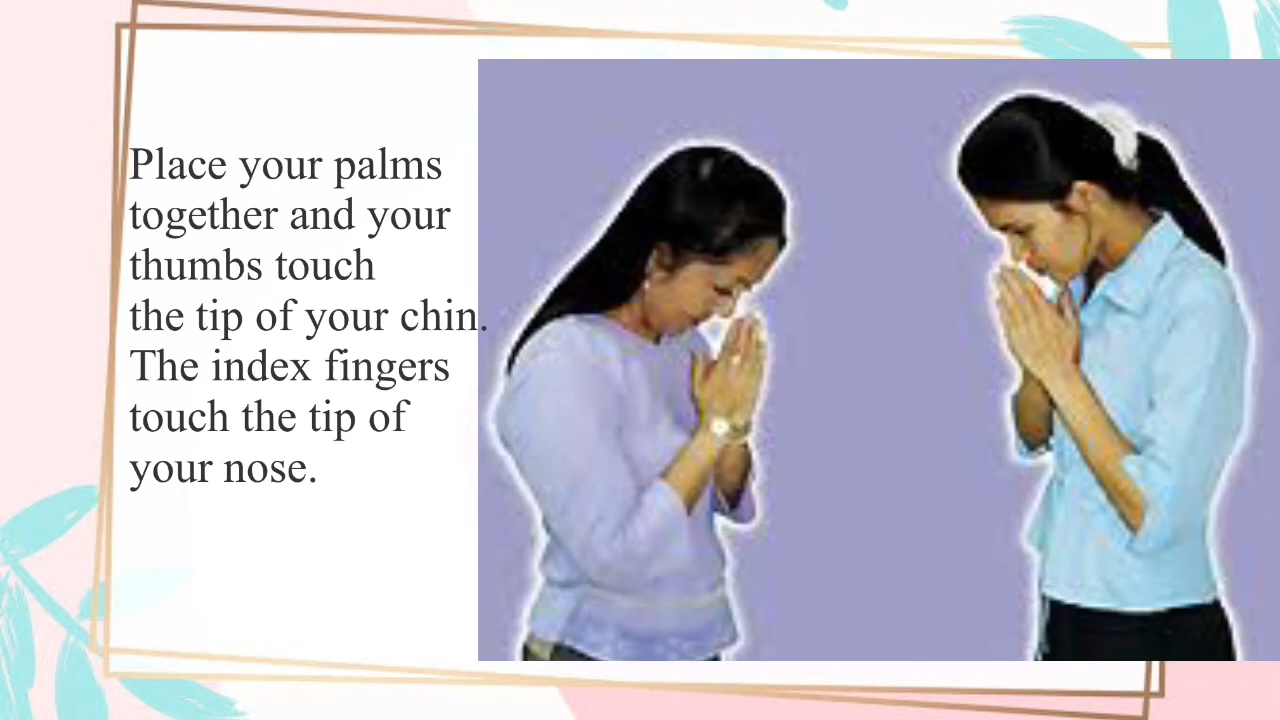 Place your palms
together and your
thumbs touch
the tip of your chin.
The index fingers
touch the tip of
your nose.